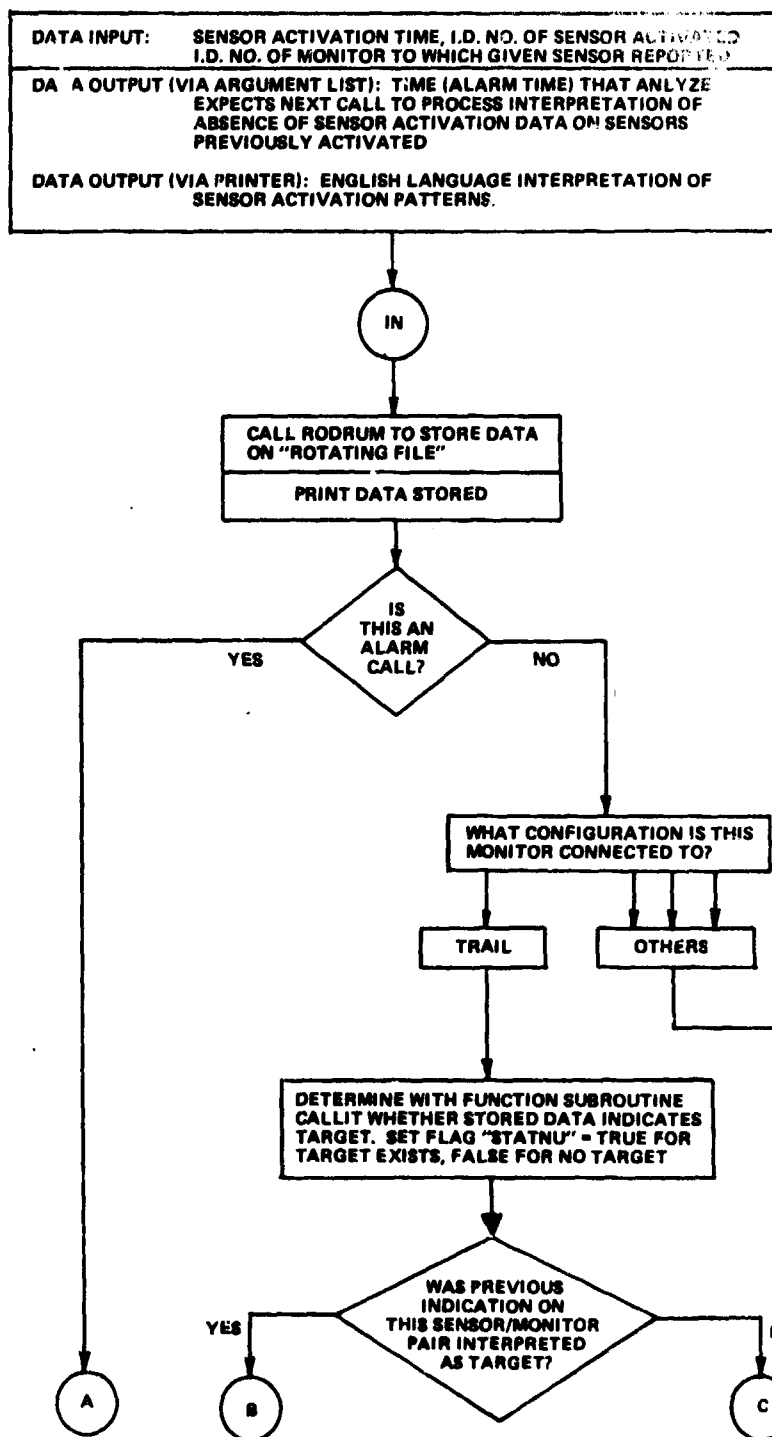 DATA INPUT: SENSOR ACTIVATION TIME, I.D. NO. OF SENSOR ACTIVATED
I.D. NO. OF MONITOR TO WHICH GIVEN SENSOR REPORTED
DA A OUTPUT (VIA ARGUMENT LIST): TIME (ALARM TIME) THAT ANLYZE
EXPECTS NEXT CALL TO PROCESS INTERPRETATION OF
ABSENCE OF SENSOR ACTIVATION DATA ON SENSORS
PREVIOUSLY ACTIVATED
DATA OUTPUT (VIA PRINTER): ENGLISH LANGUAGE INTERPRETATION OF
SENSOR ACTIVATION PATTERNS.
IN
CALL RODRUM TO STORE DATA
ON "ROTATING FILE"
PRINT DATA STORED
IS
THIS AN
ALARM
CALL?
YES
NO
WHAT CONFIGURATION IS THIS
MONITOR CONNECTED TO?
TRAIL
OTHERS
DETERMINE WITH FUNCTION SUBROUTINE
CALLIT WHETHER STORED DATA INDICATES
TARGET. SET FLAG "STATNU" = TRUE FOR
TARGET EXISTS, FALSE FOR NO TARGET
WAS PREVIOUS
INDICATION ON
THIS SENSOR/MONITOR
PAIR INTERPRETED
AS TARGET?
YES
A
B
C